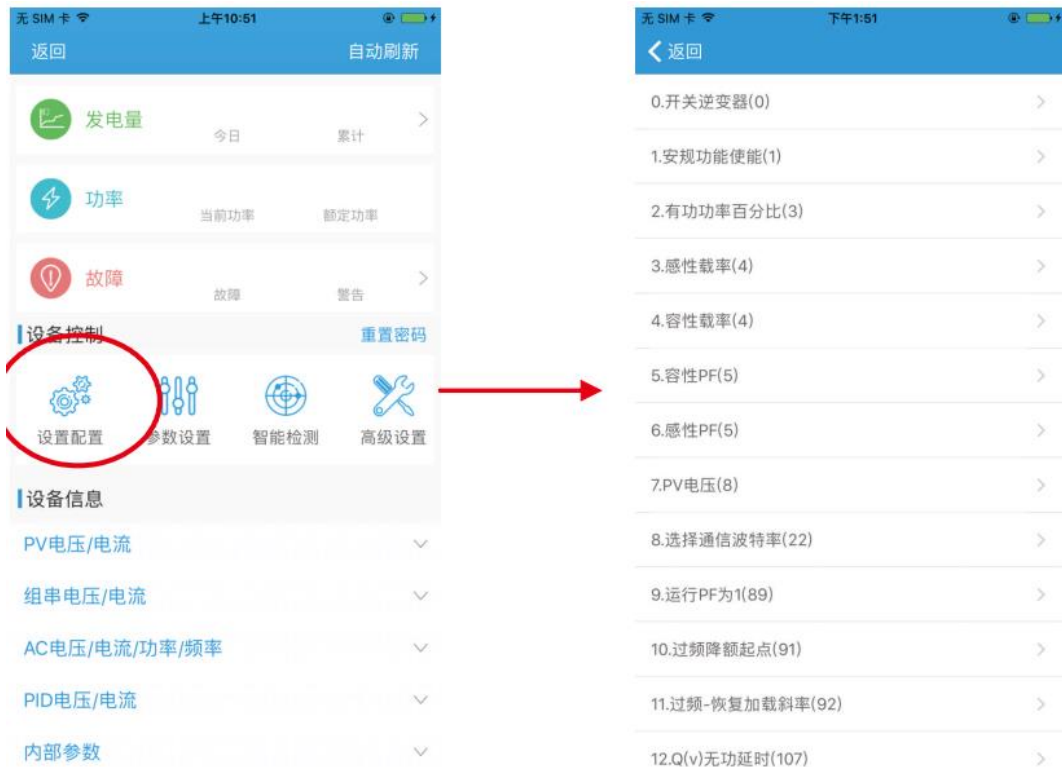 无 SIM 卡 上午10:51
返回 自动刷新
发电量
今日 累计
功率
当前功率 额定功率
故障
故障 警告
设备控制 重置密码
设置配置 参数设置 智能检测 高级设置
设备信息
PV电压/电流
组串电压/电流
AC电压/电流/功率/频率
PID电压/电流
内部参数
无 SIM 卡 下午1:51
返回
0.开关逆变器(0)
1.安规功能使能(1)
2.有功功率百分比(3)
3.感性载率(4)
4.容性载率(4)
5.容性PF(5)
6.感性PF(5)
7.PV电压(8)
8.选择通信波特率(22)
9.运行PF为1(89)
10.过频降额起点(91)
11.过频-恢复加载斜率(92)
12.Q(v)无功延时(107)